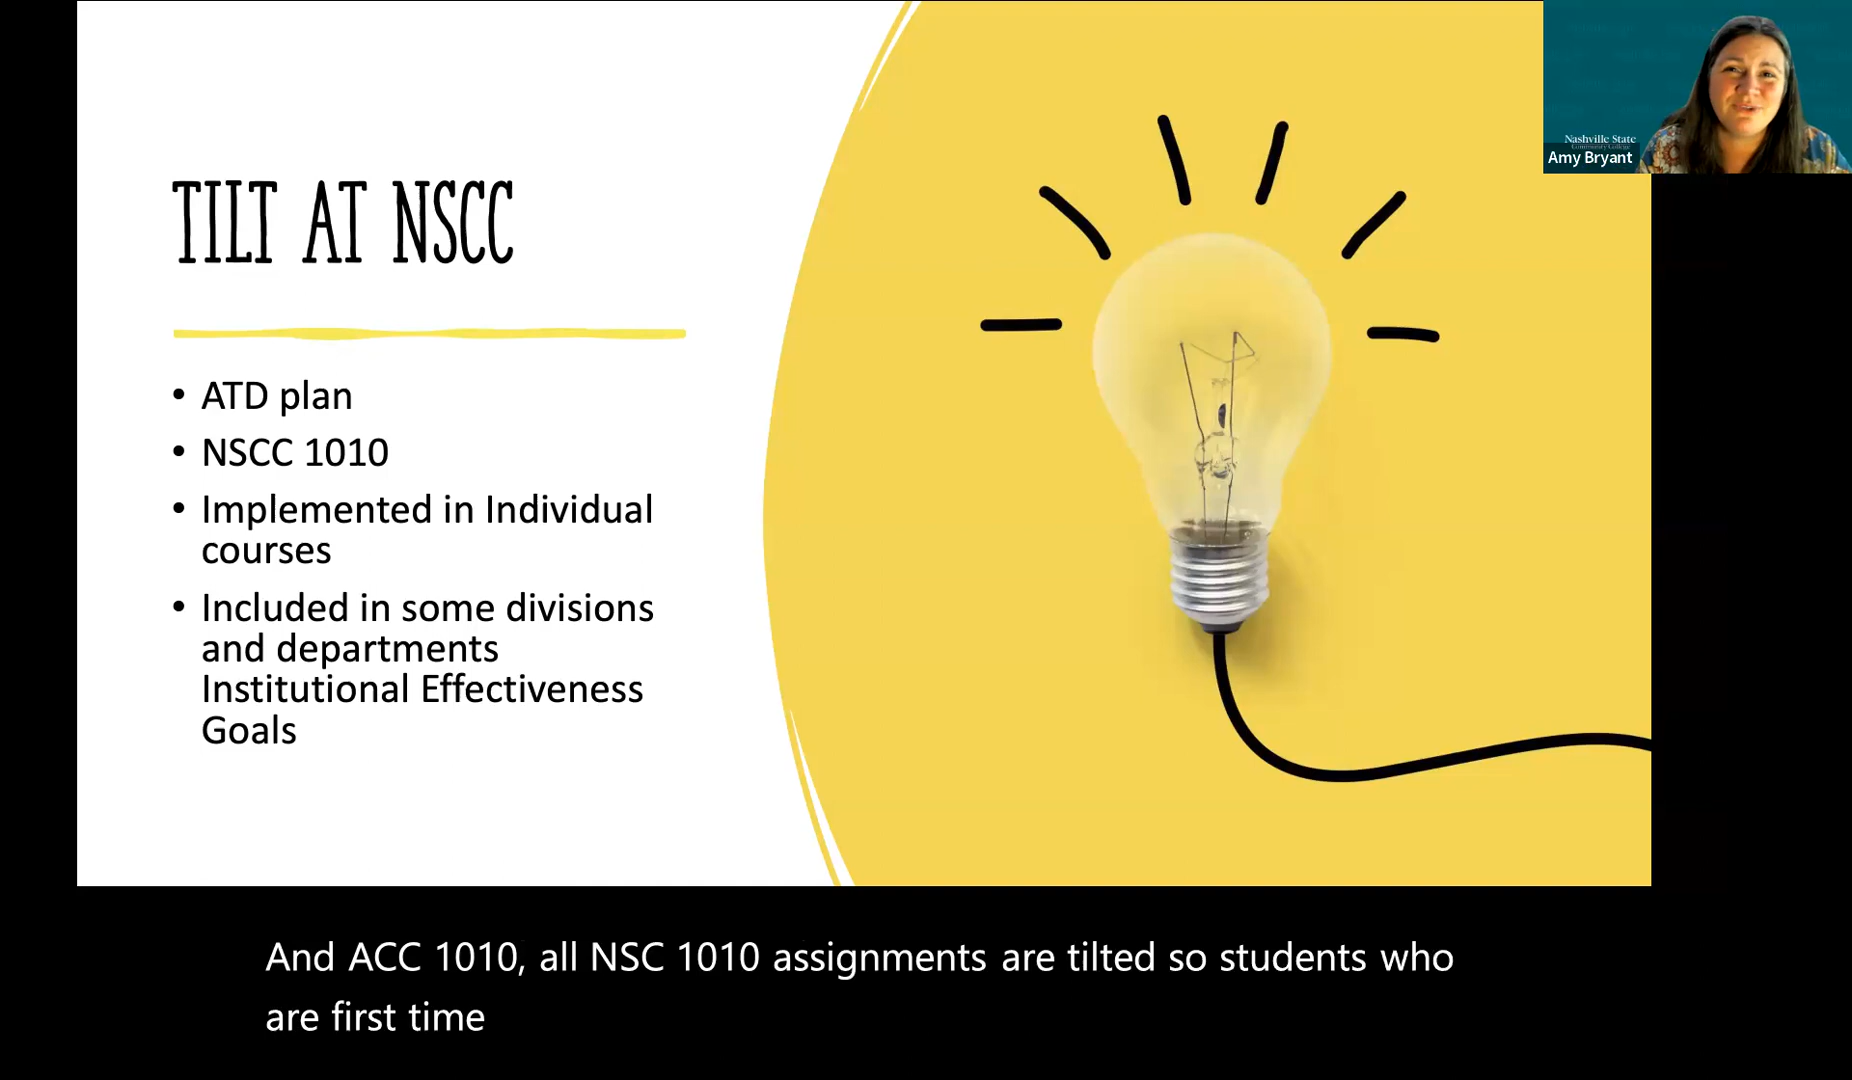 TILT AT NSCC
• ATD plan
• NSCC 1010
• Implemented in Individual
courses
• Included in some divisions
and departments
Institutional Effectiveness
Goals
Nashville State
Community College
Amy Bryant
And ACC 1010, all NSC 1010 assignments are tilted so students who
are first time